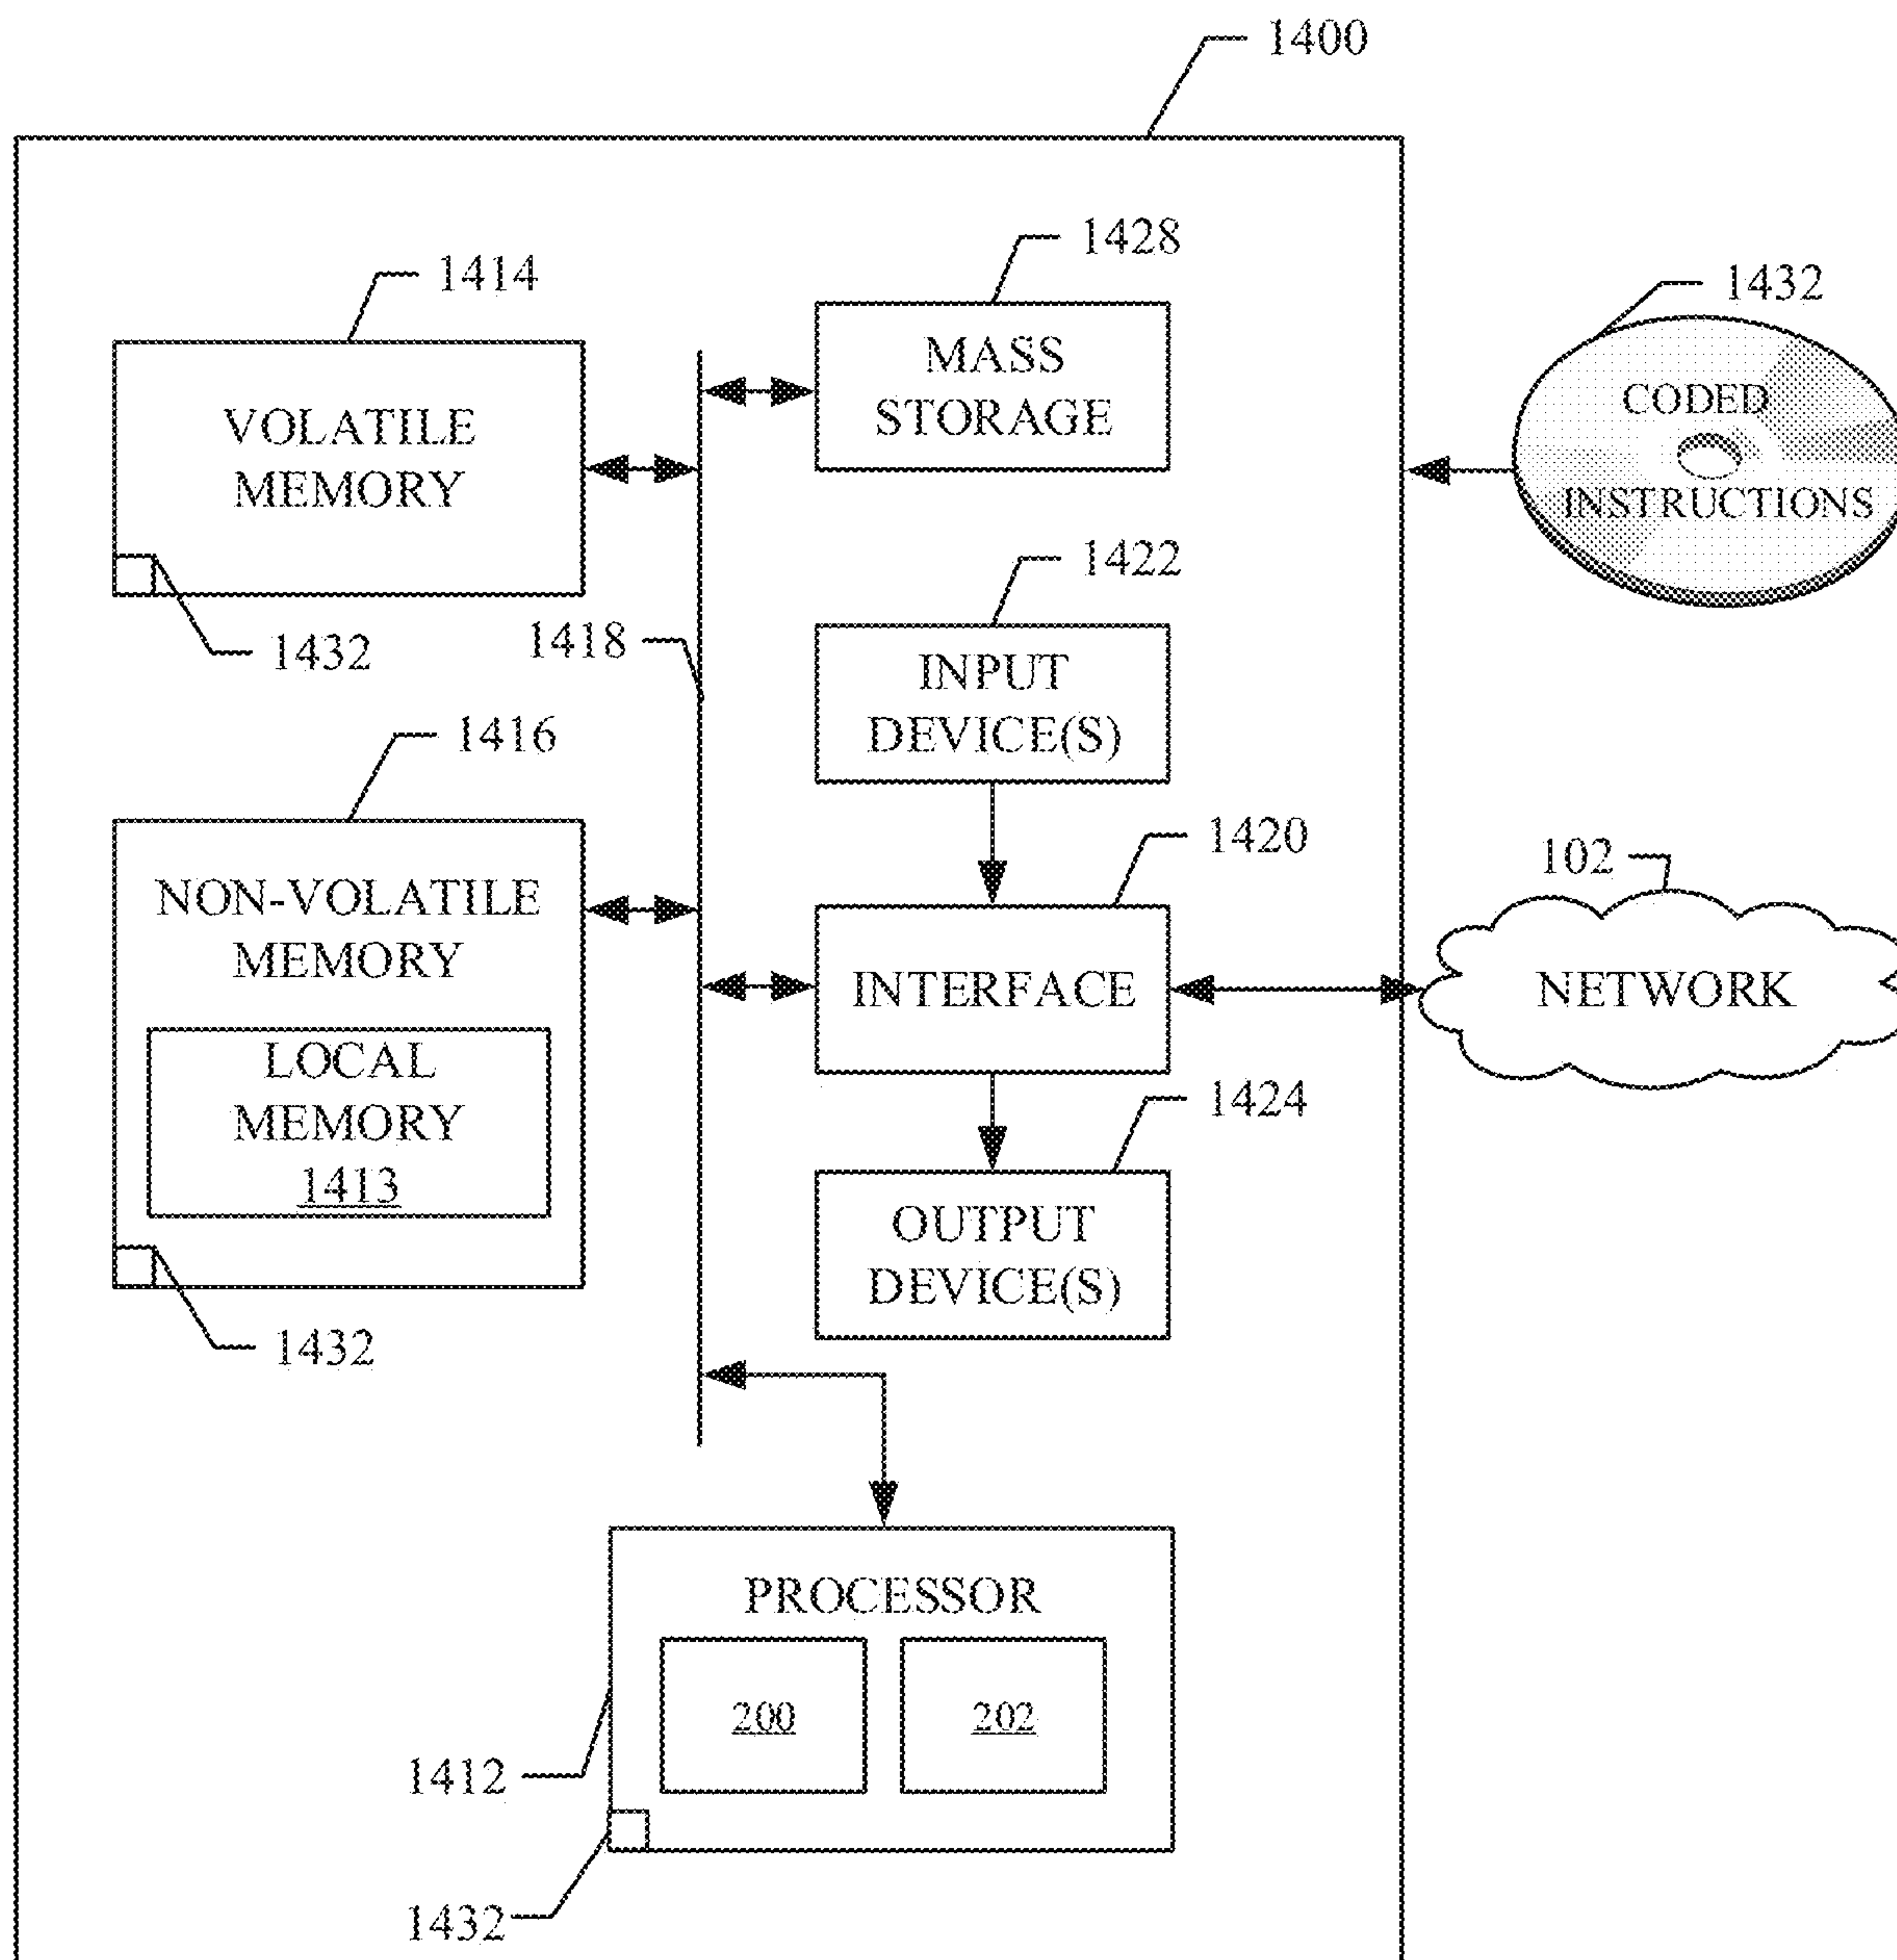 1400
1428
1414
1432
MASS
STORAGE
VOLATILE
MEMORY
CODED
INSTRUCTIONS
1422
1432
1418
INPUT
DEVICE(S)
1416
1420
102
NON-VOLATILE
MEMORY
INTERFACE
NETWORK
LOCAL
MEMORY
1413
1424
OUTPUT
DEVICE(S)
1432
PROCESSOR
200
202
1412
1432